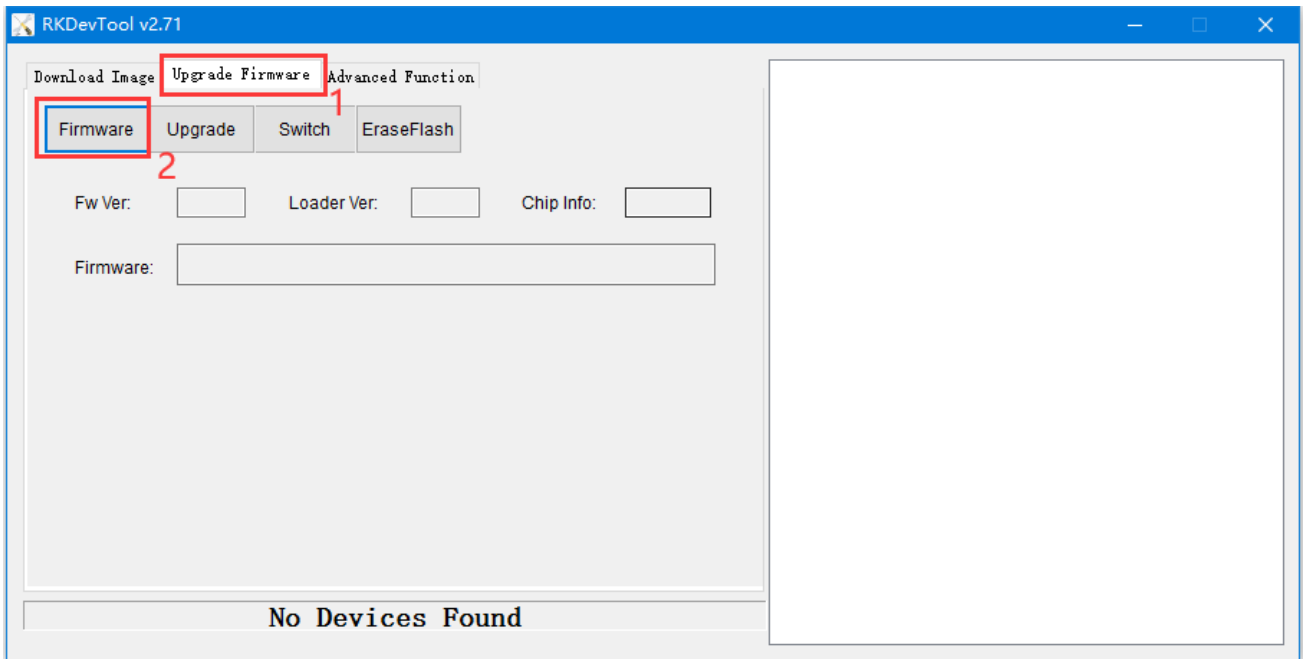 RKDevTool v2.71
Download Image Upgrade Firmware Advanced Function
1
Firmware Upgrade Switch EraseFlash
2
Fw Ver: Loader Ver: Chip Info:
Firmware:
No Devices Found